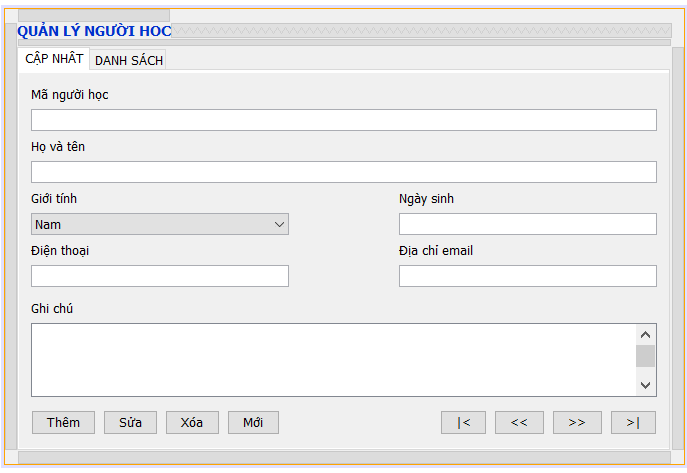 QUẢN LÝ NGƯỜI HỌC
CẬP NHẬT DANH SÁCH
Mã người học
Họ và tên
Giới tính Ngày sinh
Nam
Điện thoại Địa chỉ email
Ghi chú
Thêm Sửa Xóa Mới |< << >> >|